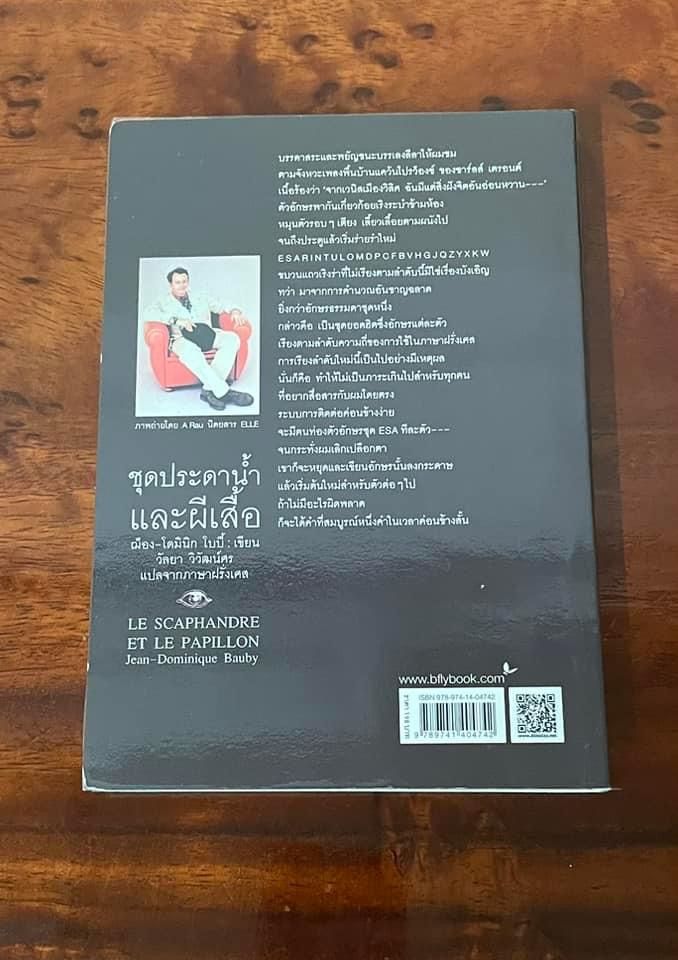 บรรดาสระและพยัญชนะบรรเลงลีลาให้ผมชม
ตามจังหวะเพลงพื้นบ้านแคว้นโปรว็องซ์ ของชาร์ลส์ เตรอเนต์
เนื้อร้องว่า 'จากเวนิสเมืองวิลิศ ฉันมีแต่สิ่งฝังจิตอันอ่อนหวาน---'
ตัวอักษรพากันเกี่ยวก้อยเริงระบำข้ามห้อง
หมุนตัวรอบๆ เตียง เลี้ยวเลื้อยตามผนังไป
จนถึงประตูแล้วเริ่มร่ายรำใหม่
E S A R I N T U L O M D P C F B V H G J Q Z Y X K W
ขบวนแถวเริงร่าที่ไม่เรียงตามลำดับนี้มิใช่เรื่องบังเอิญ
ทว่า มาจากการคำนวณอันชาญฉลาด
ยิ่งกว่าอักษรธรรมดาชุดหนึ่ง
กล่าวคือ เป็นชุดยอดฮิตซึ่งอักษรแต่ละตัว
เรียงตามลำดับความถี่ของการใช้ในภาษาฝรั่งเศส
การเรียงลำดับใหม่นี้เป็นไปอย่างมีเหตุผล
นั่นก็คือ ทำให้ไม่เป็นภาระเกินไปสำหรับทุกคน
ที่อยากสื่อสารกับผมโดยตรง
ระบบการติดต่อค่อนข้างง่าย
จะมีคนท่องตัวอักษรชุด ESA ทีละตัว---
จนกระทั่งผมเลิกเปลือกตา
เขาก็จะหยุดและเขียนอักษรนั้นลงกระดาษ
แล้วเริ่มต้นใหม่สำหรับตัวต่อๆ ไป
ถ้าไม่มีอะไรผิดพลาด
ก็จะได้คำที่สมบูรณ์หนึ่งคำในเวลาค่อนข้างสั้น
ภาพถ่ายโดย A Rau นิตยสาร ELLE
ชุดประดาน้ำ
และผีเสื้อ
ฌ็อง-โดมินิก โบบี้ : เขียน
วัลยา วิวัฒน์ศร
แปลจากภาษาฝรั่งเศส
LE SCAPHANDRE
ET LE PAPILLON
Jean-Dominique Bauby
www.bflybook.com
ISBN 978-974-14-04742
9 789741 404742
ราคา 198 บาท